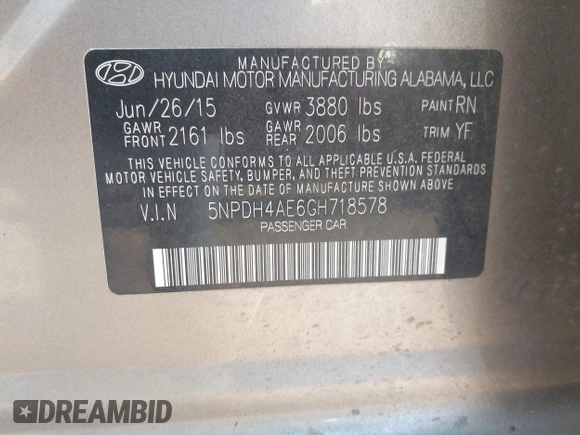 MANUFACTURED BY
HYUNDAI MOTOR MANUFACTURING ALABAMA, LLC
Jun/26/15 GVWR 3880 lbs PAINT RN
GAWR FRONT 2161 lbs GAWR REAR 2006 lbs TRIM YF
THIS VEHICLE CONFORMS TO ALL APPLICABLE U.S.A. FEDERAL
MOTOR VEHICLE SAFETY, BUMPER, AND THEFT PREVENTION
STANDARDS IN EFFECT ON THE DATE OF MANUFACTURE SHOWN ABOVE.
V.I.N 5NPDH4AE6GH718578
PASSENGER CAR
DREAMBID